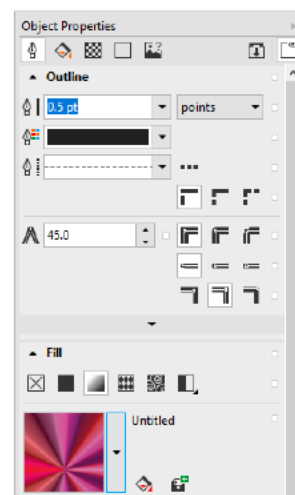 Object Properties
Outline
0.5 pt
points
45.0
Fill
Untitled